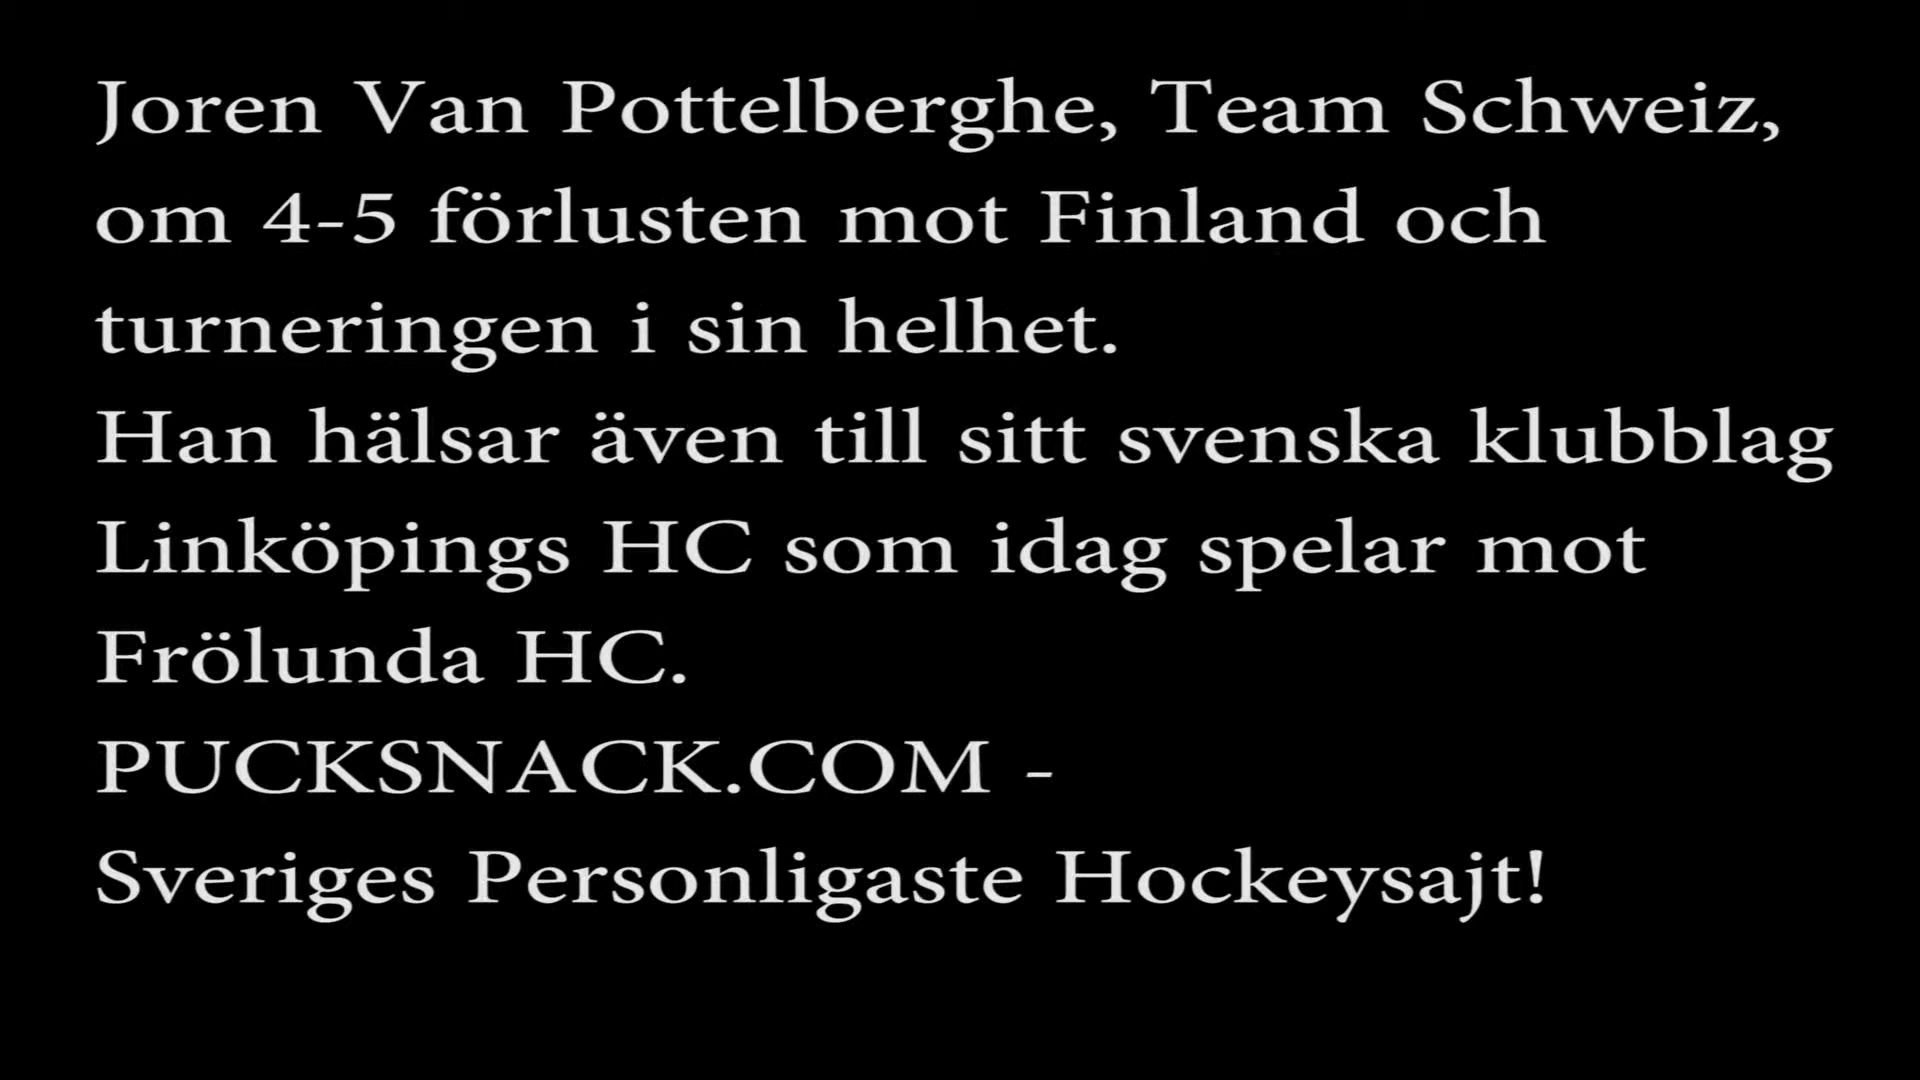 Joren Van Pottelberghe, Team Schweiz,
om 4-5 förlusten mot Finland och
turneringen i sin helhet.
Han hälsar även till sitt svenska klubblag
Linköpings HC som idag spelar mot
Frölunda HC.
PUCKSNACK.COM -
Sveriges Personligaste Hockeysajt!